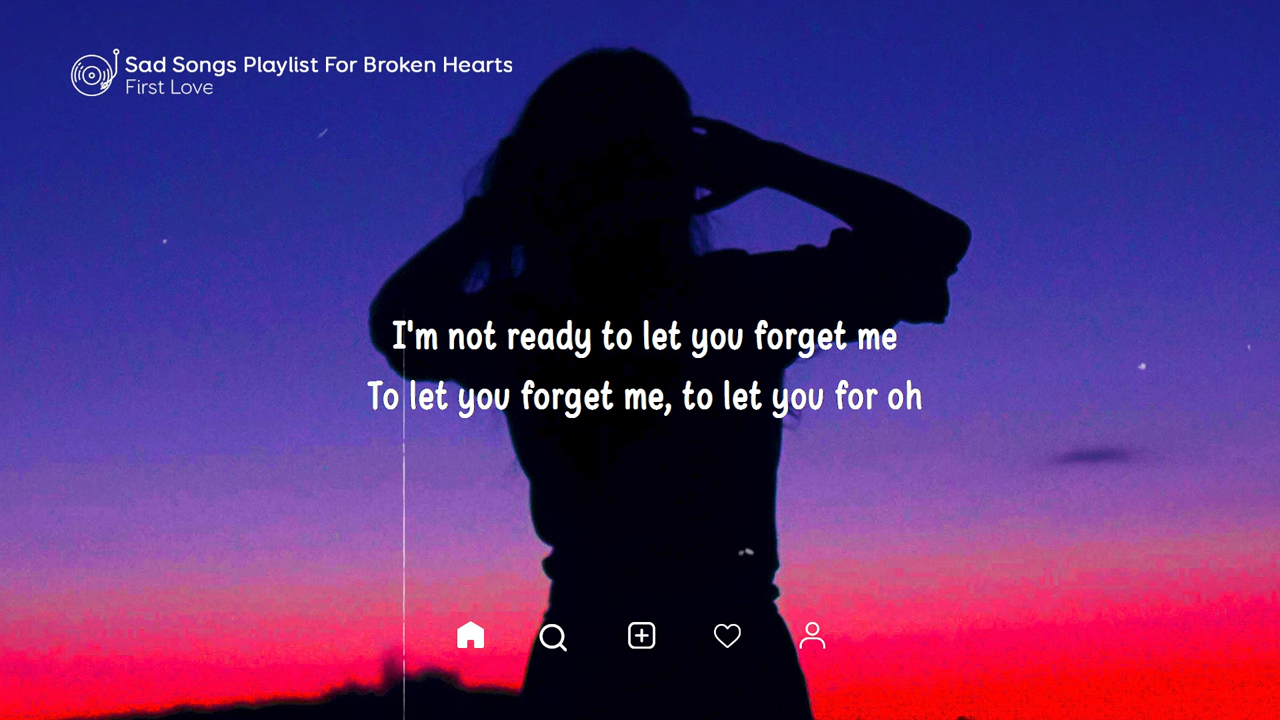 Sad Songs Playlist For Broken Hearts
First Love
I'm not ready to let you forget me
To let you forget me, to let you for oh